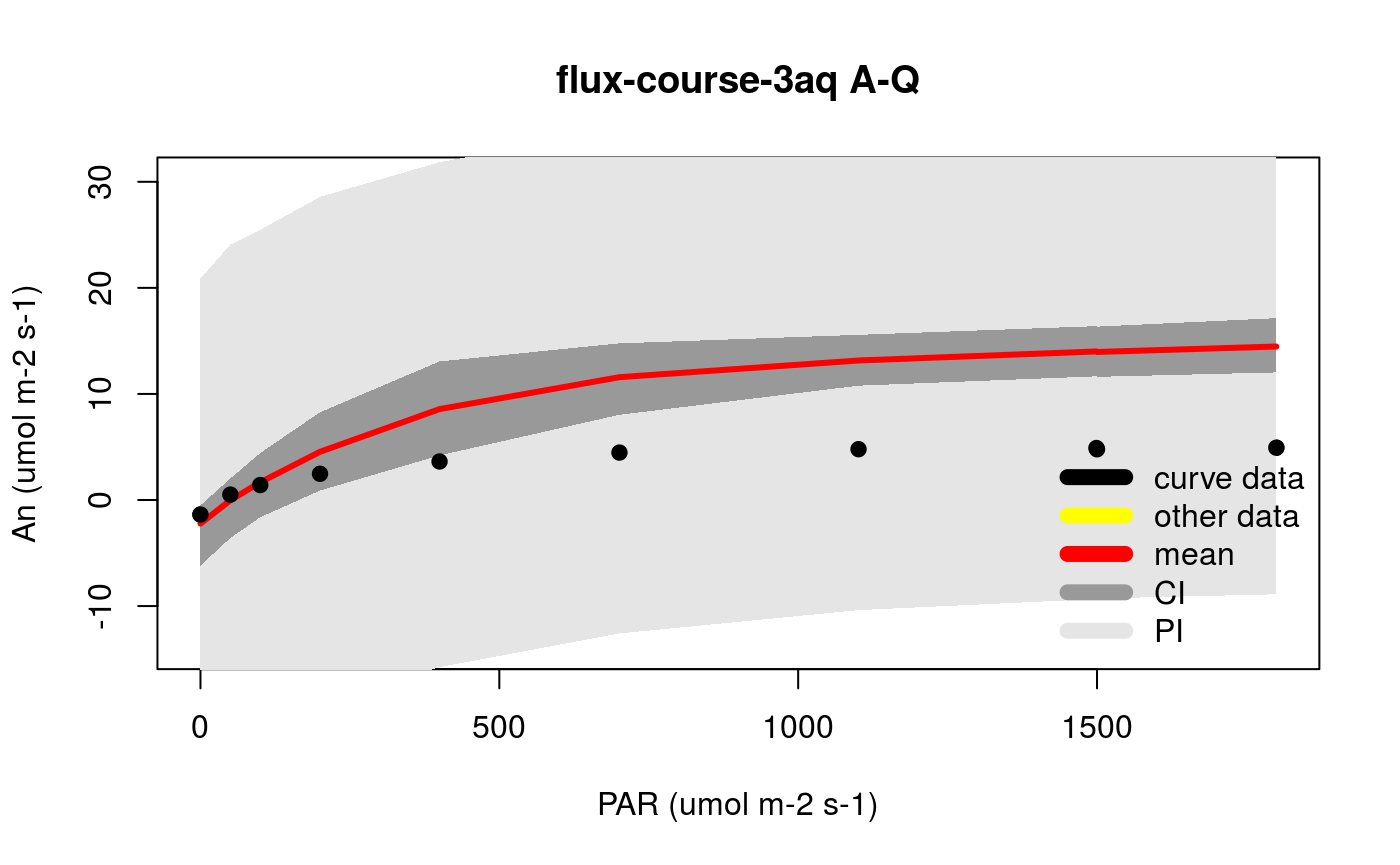 flux-course-3aq A-Q
An (umol m-2 s-1)
30
20
10
0
-10
curve data
other data
mean
CI
PI
0
500
1000
1500
PAR (umol m-2 s-1)